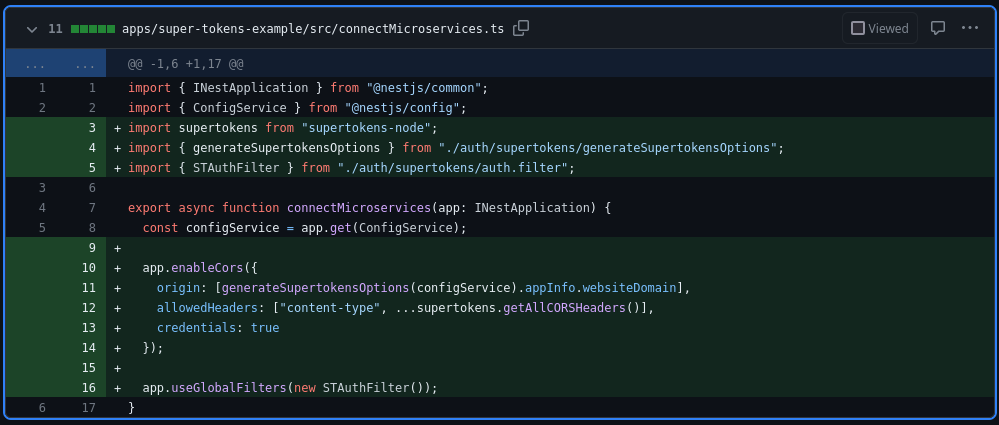 11 apps/super-tokens-example/src/connectMicroservices.ts Viewed
... ... @@ -1,6 +1,17 @@
1 1 import { INestApplication } from "@nestjs/common";
2 2 import { ConfigService } from "@nestjs/config";
3 + import supertokens from "supertokens-node";
4 + import { generateSupertokensOptions } from "./auth/supertokens/generateSupertokensOptions";
5 + import { STAuthFilter } from "./auth/supertokens/auth.filter";
3 6
4 7 export async function connectMicroservices(app: INestApplication) {
5 8   const configService = app.get(ConfigService);
9 +
10 +   app.enableCors({
11 +     origin: [generateSupertokensOptions(configService).appInfo.websiteDomain],
12 +     allowedHeaders: ["content-type", ...supertokens.getAllCORSHeaders()],
13 +     credentials: true
14 +   });
15 +
16 +   app.useGlobalFilters(new STAuthFilter());
6 17 }